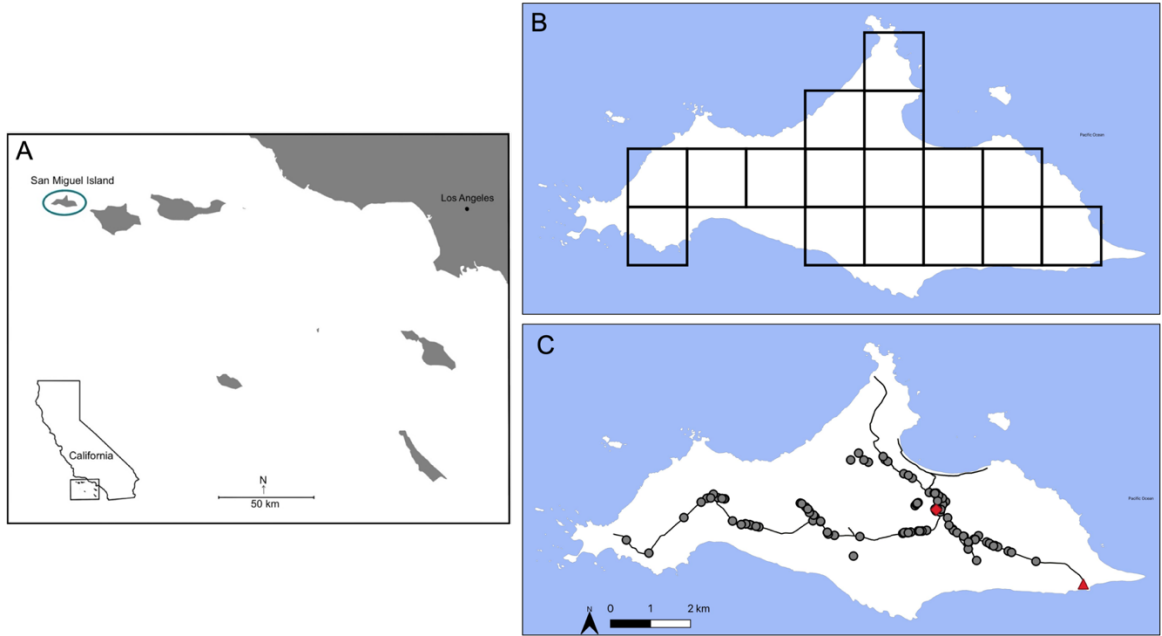 A
San Miguel Island
Los Angeles
California
N
50 km
B
Pacific Ocean
C
Pacific Ocean
N
0 1 2 km